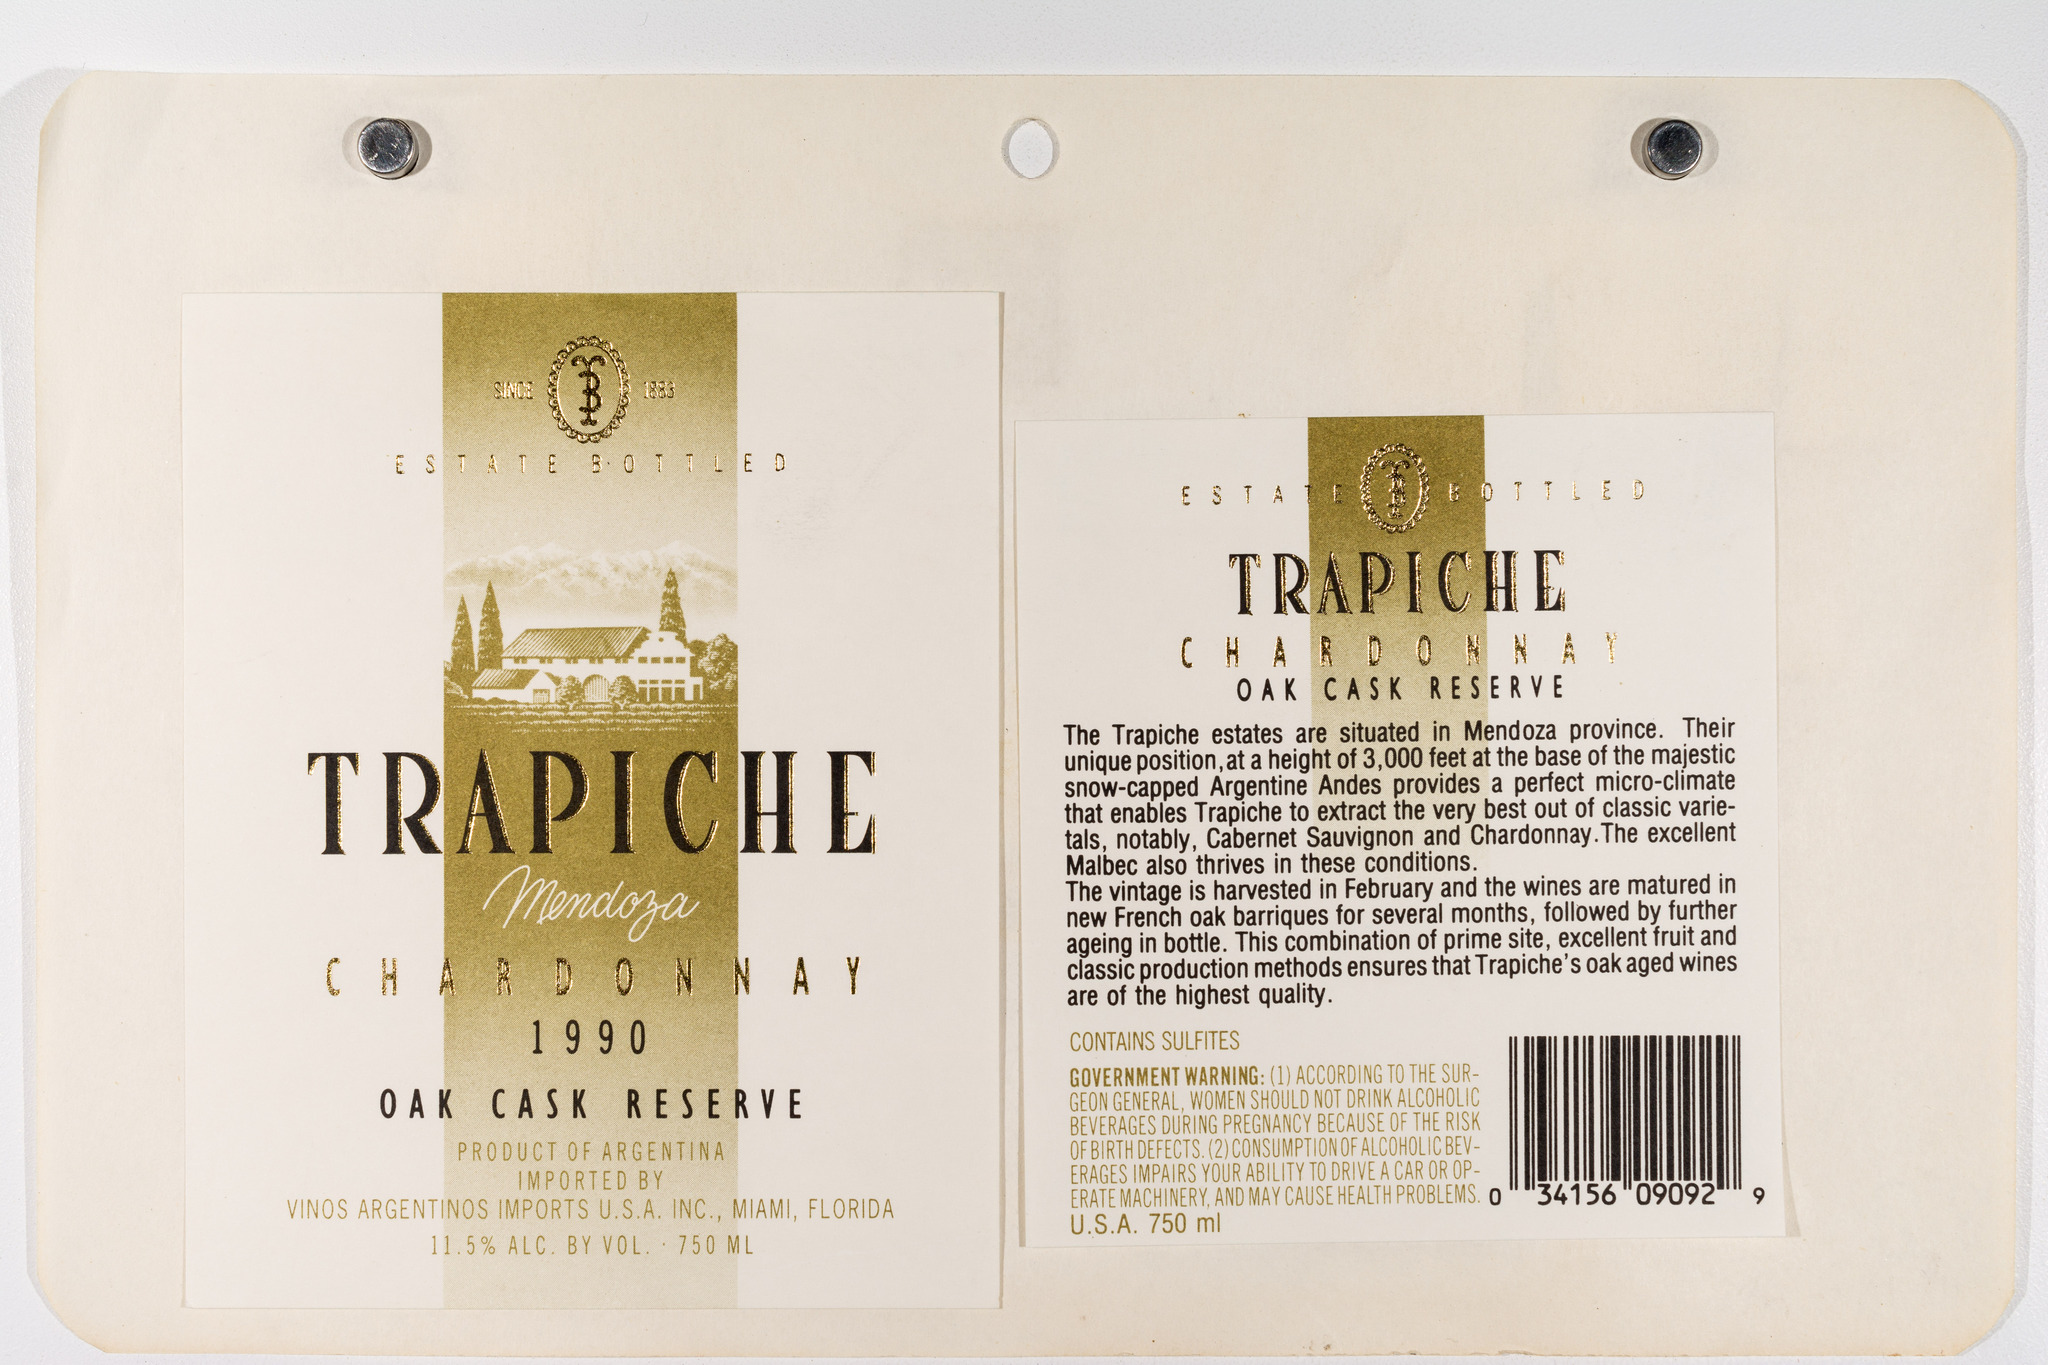 SINCE 1883
ESTATE BOTTLED
TRAPICHE
Mendoza
CHARDONNAY
1990
OAK CASK RESERVE
PRODUCT OF ARGENTINA
IMPORTED BY
VINOS ARGENTINOS IMPORTS U.S.A. INC., MIAMI, FLORIDA
11.5% ALC. BY VOL. · 750 ML
ESTATE BOTTLED
TRAPICHE
CHARDONNAY
OAK CASK RESERVE
The Trapiche estates are situated in Mendoza province. Their
unique position, at a height of 3,000 feet at the base of the majestic
snow-capped Argentine Andes provides a perfect micro-climate
that enables Trapiche to extract the very best out of classic varie-
tals, notably, Cabernet Sauvignon and Chardonnay. The excellent
Malbec also thrives in these conditions.
The vintage is harvested in February and the wines are matured in
new French oak barriques for several months, followed by further
ageing in bottle. This combination of prime site, excellent fruit and
classic production methods ensures that Trapiche's oak aged wines
are of the highest quality.
CONTAINS SULFITES
GOVERNMENT WARNING: (1) ACCORDING TO THE SUR-
GEON GENERAL, WOMEN SHOULD NOT DRINK ALCOHOLIC
BEVERAGES DURING PREGNANCY BECAUSE OF THE RISK
OF BIRTH DEFECTS. (2) CONSUMPTION OF ALCOHOLIC BEV-
ERAGES IMPAIRS YOUR ABILITY TO DRIVE A CAR OR OP-
ERATE MACHINERY, AND MAY CAUSE HEALTH PROBLEMS.
U.S.A. 750 ml
0 34156 09092 9